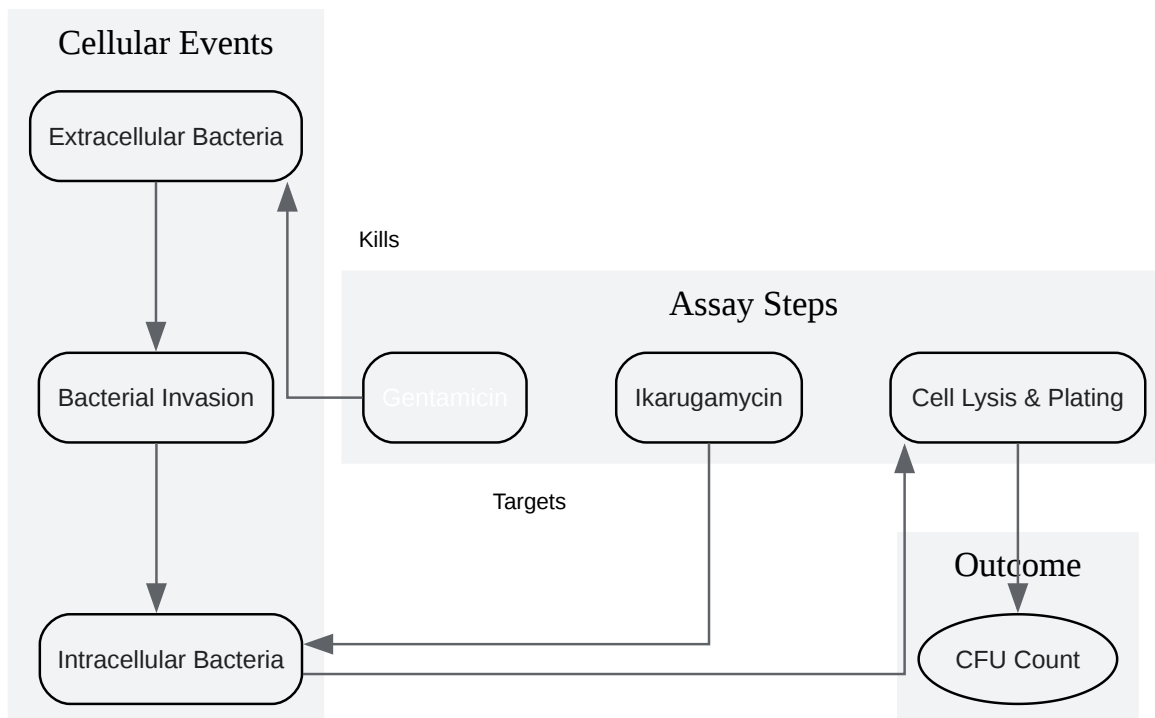 Cellular Events
Extracellular Bacteria
Kills
Assay Steps
Bacterial Invasion
Gentamicin
Ikarugamycin
Cell Lysis & Plating
Targets
Outcome
Intracellular Bacteria
CFU Count